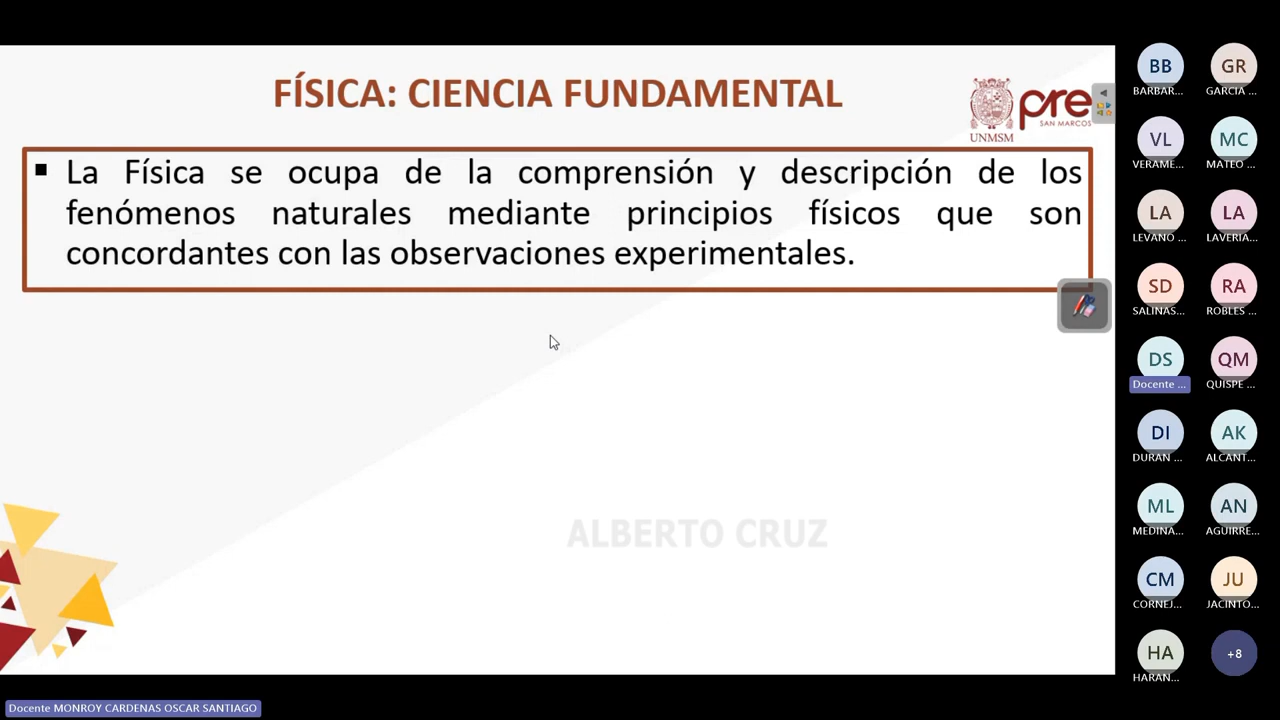 FÍSICA: CIENCIA FUNDAMENTAL
UNMSM
pre
SAN MARCOS
▪ La Física se ocupa de la comprensión y descripción de los
fenómenos naturales mediante principios físicos que son
concordantes con las observaciones experimentales.
ALBERTO CRUZ
BB
BARBAR...
GR
GARCIA ...
VL
VERAME...
MC
MATEO ...
LA
LEVANO ...
LA
LAVERIA...
SD
SALINAS...
RA
ROBLES ...
DS
Docente ...
QM
QUISPE ...
DI
DURAN ...
AK
ALCANT...
ML
MEDINA...
AN
AGUIRRE...
CM
CORNEJ...
JU
JACINTO...
HA
HARAN...
+8
Docente MONROY CARDENAS OSCAR SANTIAGO